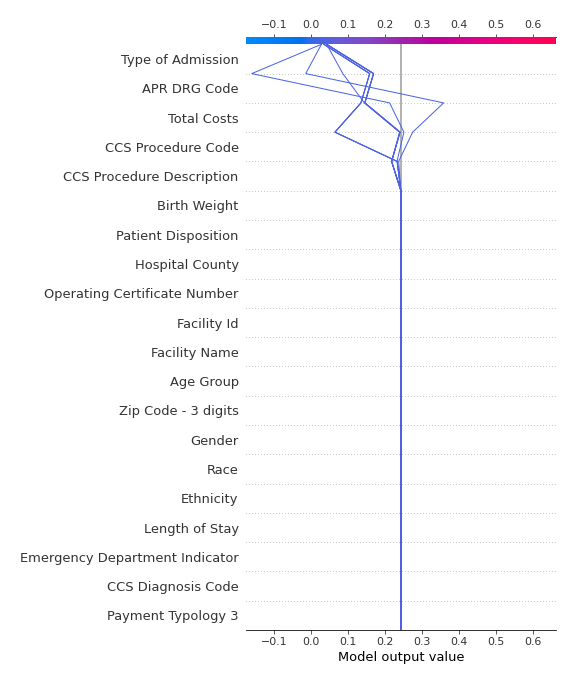 −0.1 0.0 0.1 0.2 0.3 0.4 0.5 0.6
Type of Admission
APR DRG Code
Total Costs
CCS Procedure Code
CCS Procedure Description
Birth Weight
Patient Disposition
Hospital County
Operating Certificate Number
Facility Id
Facility Name
Age Group
Zip Code - 3 digits
Gender
Race
Ethnicity
Length of Stay
Emergency Department Indicator
CCS Diagnosis Code
Payment Typology 3
−0.1 0.0 0.1 0.2 0.3 0.4 0.5 0.6
Model output value